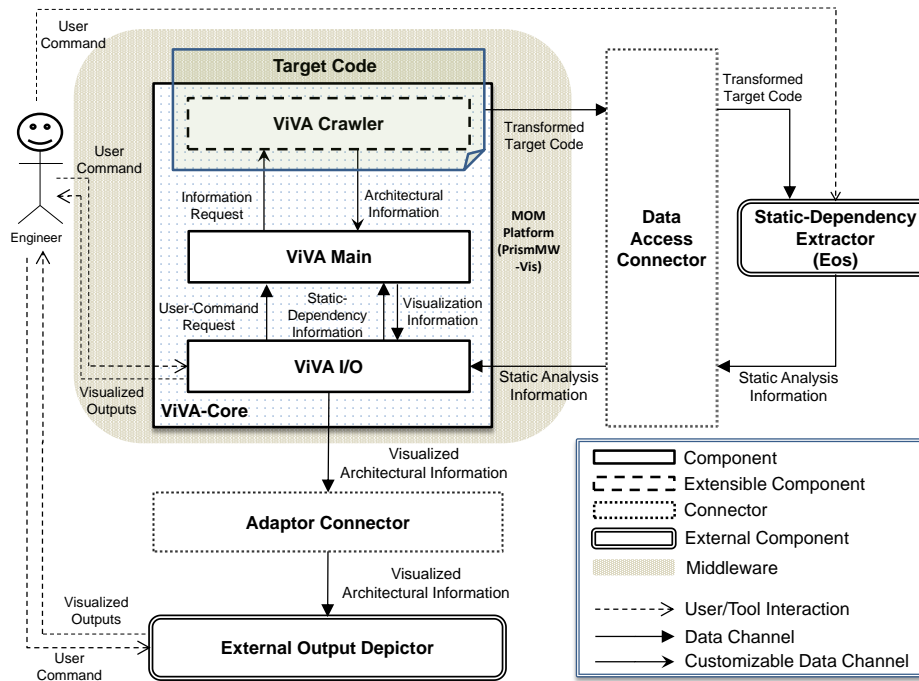 User
Command
Target Code
ViVA Crawler
Transformed
Target Code
Transformed
Target Code
User
Command
Engineer
Information
Request
Architectural
Information
MOM
Platform
(PrismMW
-Vis)
Data
Access
Connector
Static-Dependency
Extractor
(Eos)
ViVA Main
User-Command
Request
Static-
Dependency
Information
Visualization
Information
ViVA I/O
Visualized
Outputs
ViVA-Core
Static Analysis
Information
Static Analysis
Information
Visualized
Architectural Information
Adaptor Connector
Visualized
Architectural Information
Visualized
Outputs
External Output Depictor
User
Command
Component
Extensible Component
Connector
External Component
Middleware
User/Tool Interaction
Data Channel
Customizable Data Channel